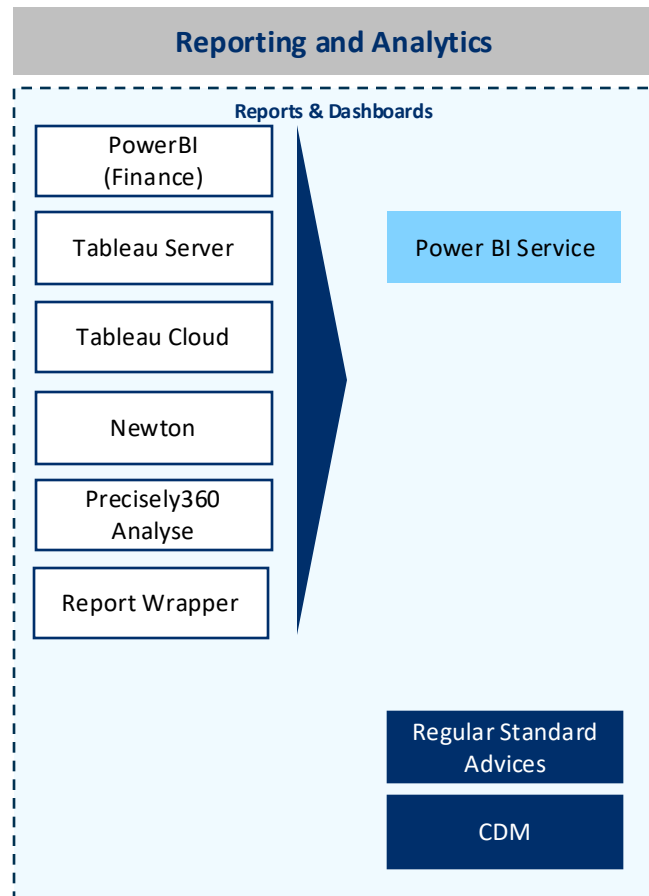 Reporting and Analytics
Reports & Dashboards
PowerBI
(Finance)
Tableau Server
Power BI Service
Tableau Cloud
Newton
Precisely360
Analyse
Report Wrapper
Regular Standard
Advices
CDM